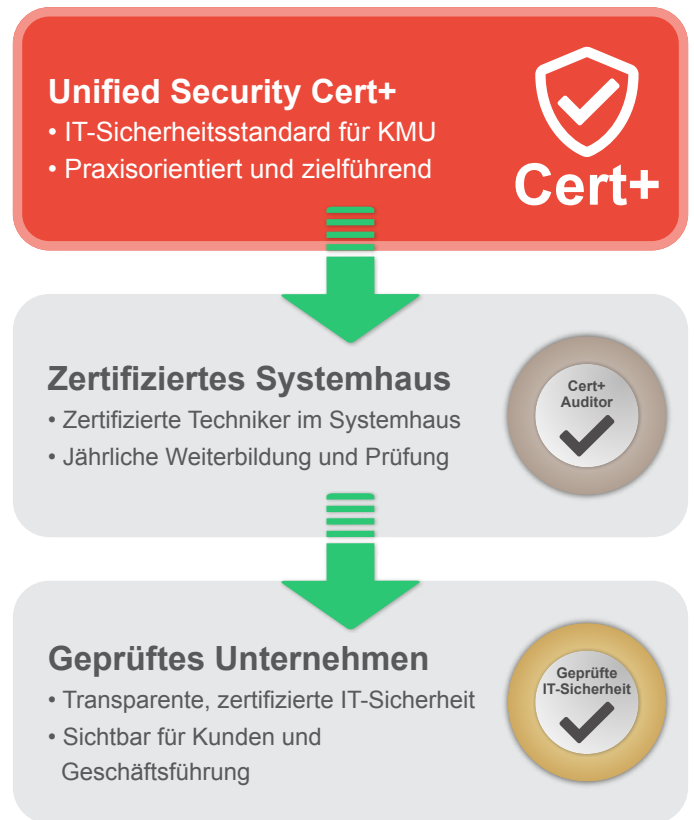 Unified Security Cert+
• IT-Sicherheitsstandard für KMU
• Praxisorientiert und zielführend
Cert+
Zertifiziertes Systemhaus
• Zertifizierte Techniker im Systemhaus
• Jährliche Weiterbildung und Prüfung
Cert+
Auditor
Geprüftes Unternehmen
• Transparente, zertifizierte IT-Sicherheit
• Sichtbar für Kunden und
Geschäftsführung
Geprüfte
IT-Sicherheit